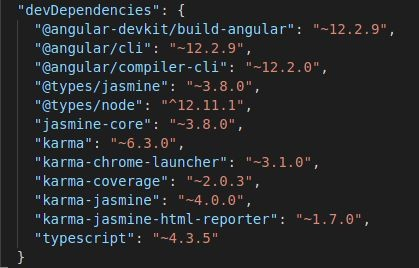 "devDependencies": {
"@angular-devkit/build-angular": "~12.2.9",
"@angular/cli": "~12.2.9",
"@angular/compiler-cli": "~12.2.0",
"@types/jasmine": "~3.8.0",
"@types/node": "^12.11.1",
"jasmine-core": "~3.8.0",
"karma": "~6.3.0",
"karma-chrome-launcher": "~3.1.0",
"karma-coverage": "~2.0.3",
"karma-jasmine": "~4.0.0",
"karma-jasmine-html-reporter": "~1.7.0",
"typescript": "~4.3.5"
}